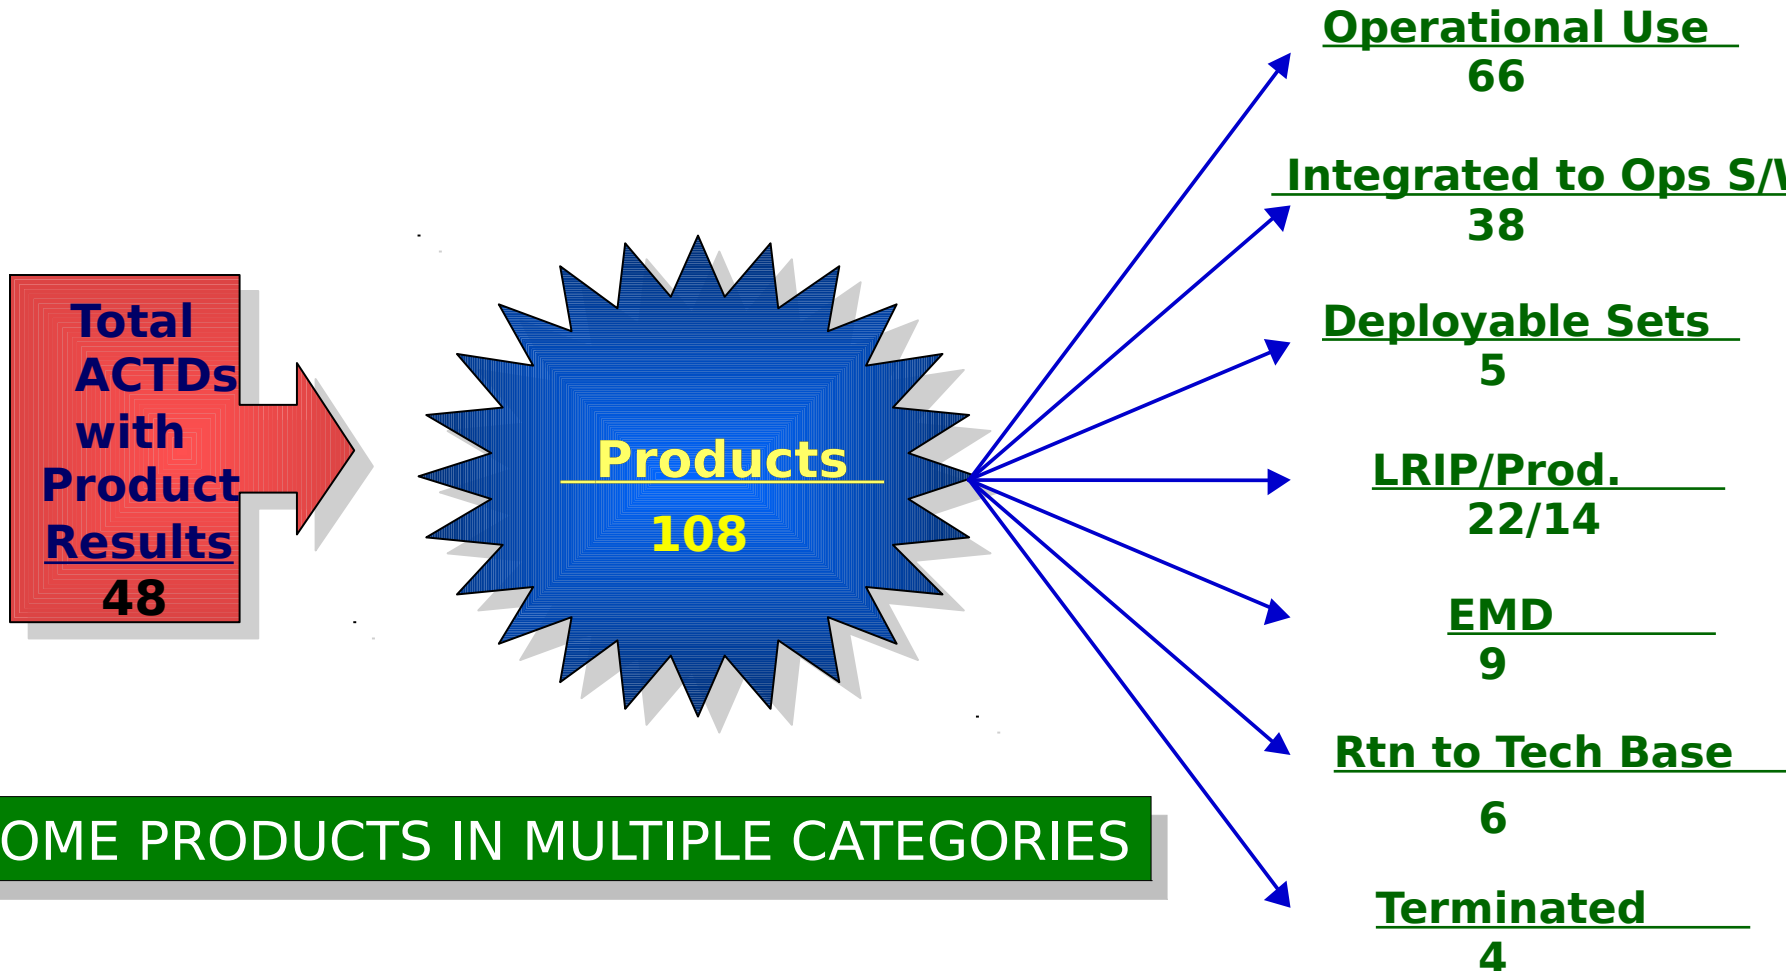 Total
ACTDs
with
Product
Results
48
Products
108
Operational Use
66
Integrated to Ops
38
Deployable Sets
5
LRIP/Prod.
22/14
EMD
9
Rtn to Tech Base
6
Terminated
4
PRODUCTS IN MULTIPLE CATEGORIES